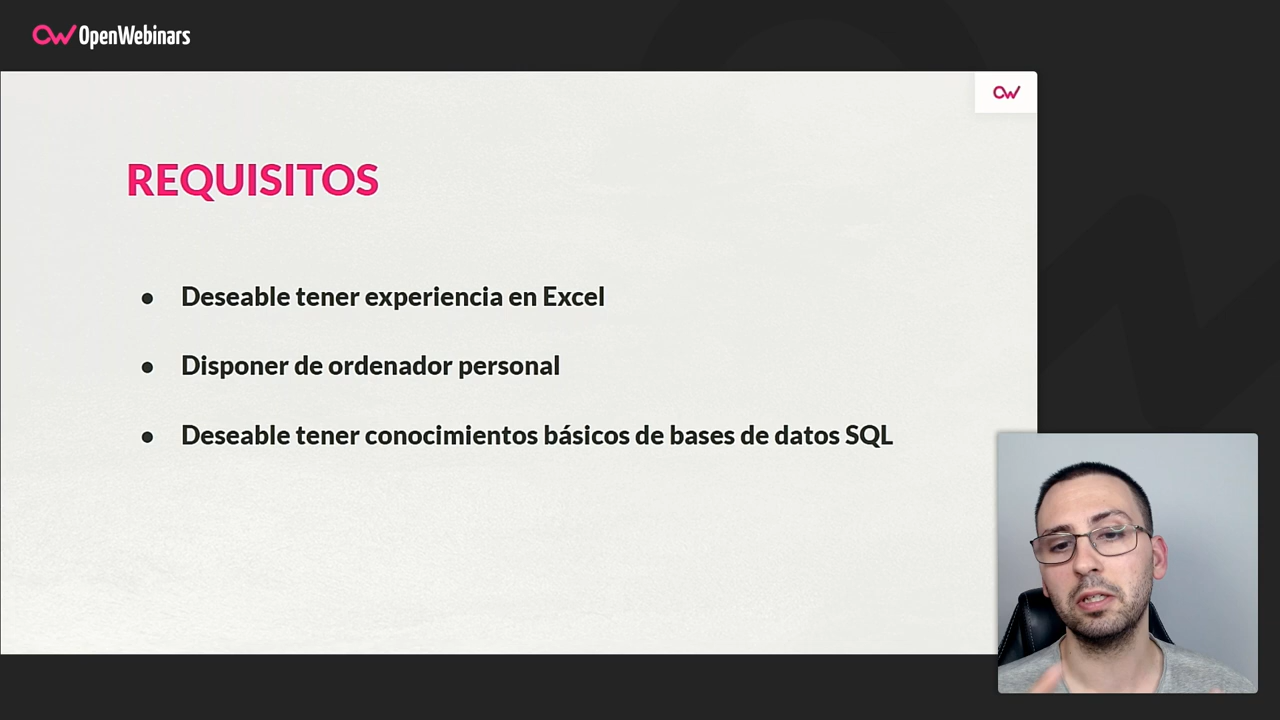 OpenWebinars
REQUISITOS
● Deseable tener experiencia en Excel
● Disponer de ordenador personal
● Deseable tener conocimientos básicos de bases de datos SQL